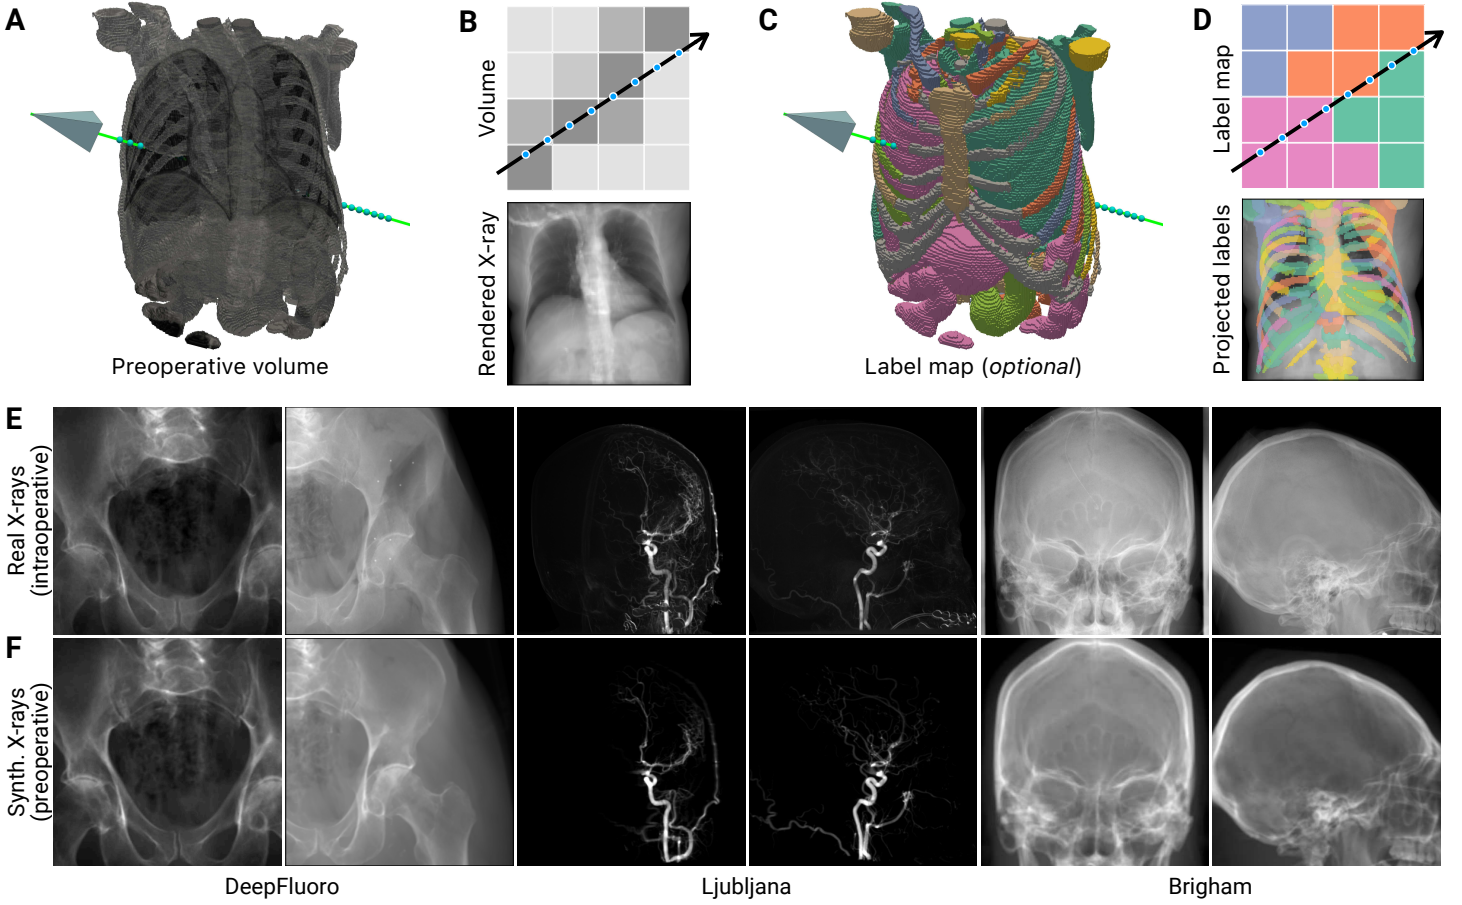 A
B
C
D
Volume
Label map
Rendered X-ray
Projected labels
Preoperative volume
Label map (optional)
E
Real X-rays
(intraoperative)
F
Synth. X-rays
(preoperative)
DeepFluoro
Ljubljana
Brigham